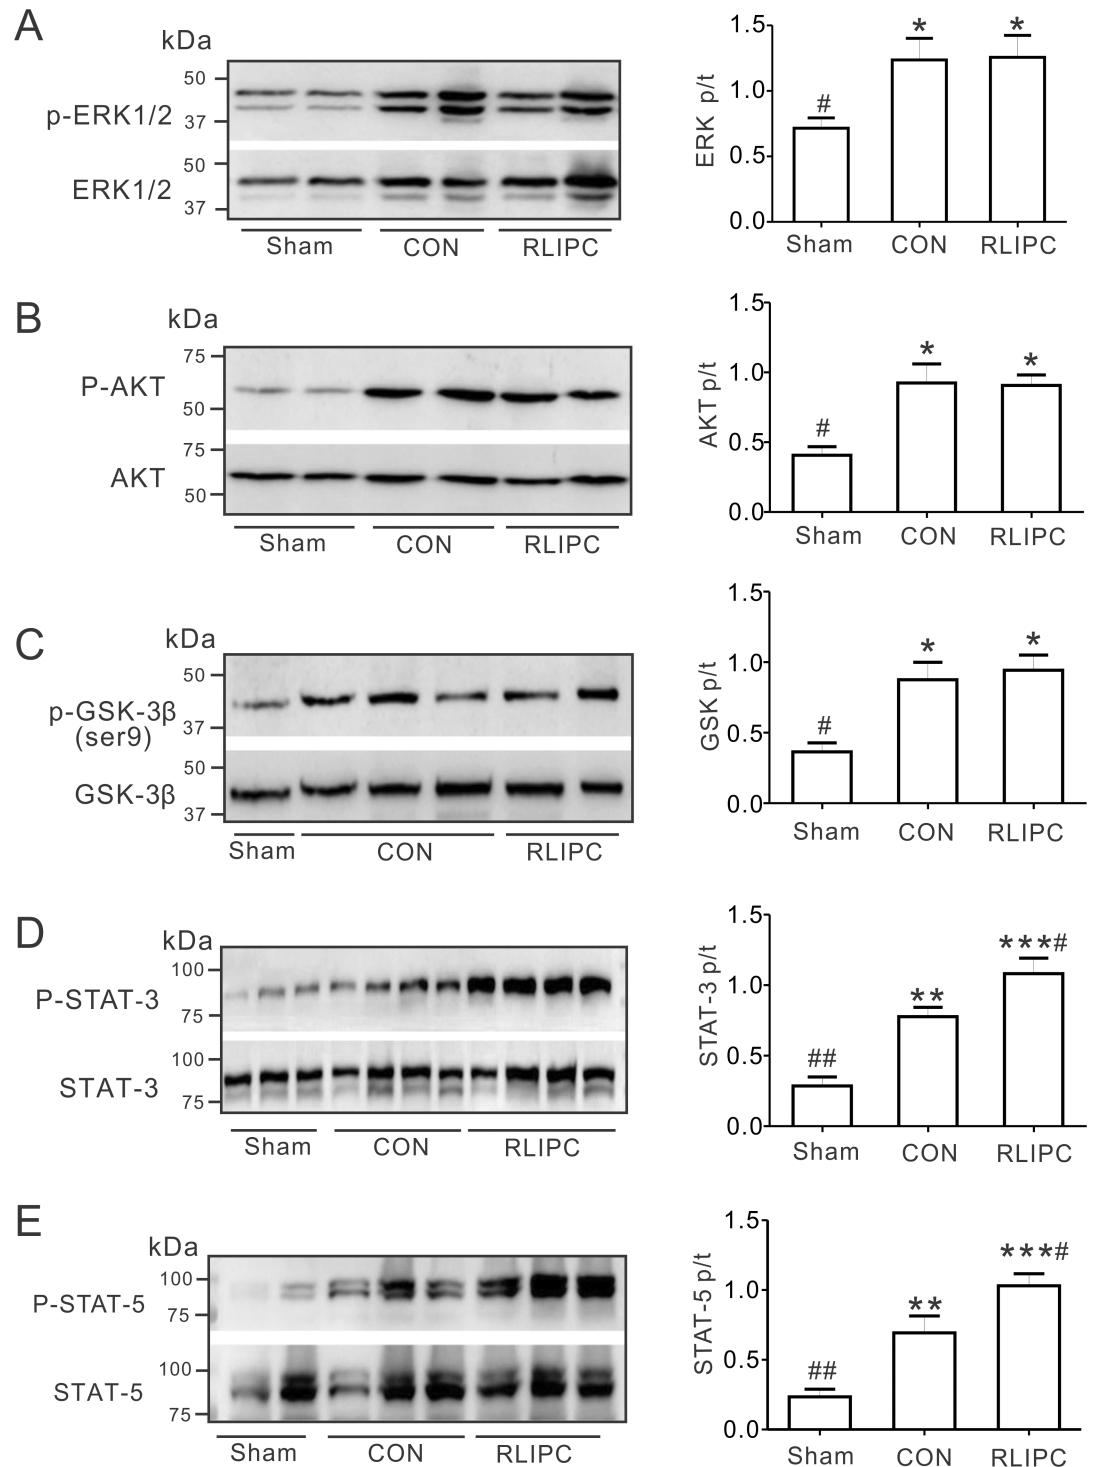 A
kDa
50
p-ERK1/2
37
50
ERK1/2
37
Sham CON RLIPC
1.5
1.0
0.5
0.0
ERK p/t
# * *
Sham CON RLIPC
B
kDa
75
P-AKT
50
75
AKT
50
Sham CON RLIPC
1.5
1.0
0.5
0.0
AKT p/t
# * *
Sham CON RLIPC
C
kDa
50
p-GSK-3β
(ser9)
37
50
GSK-3β
37
Sham CON RLIPC
1.5
1.0
0.5
0.0
GSK p/t
# * *
Sham CON RLIPC
D
kDa
100
P-STAT-3
75
100
STAT-3
75
Sham CON RLIPC
1.5
1.0
0.5
0.0
STAT-3 p/t
## ** ***#
Sham CON RLIPC
E
kDa
100
P-STAT-5
75
100
STAT-5
75
Sham CON RLIPC
1.5
1.0
0.5
0.0
STAT-5 p/t
## ** ***#
Sham CON RLIPC